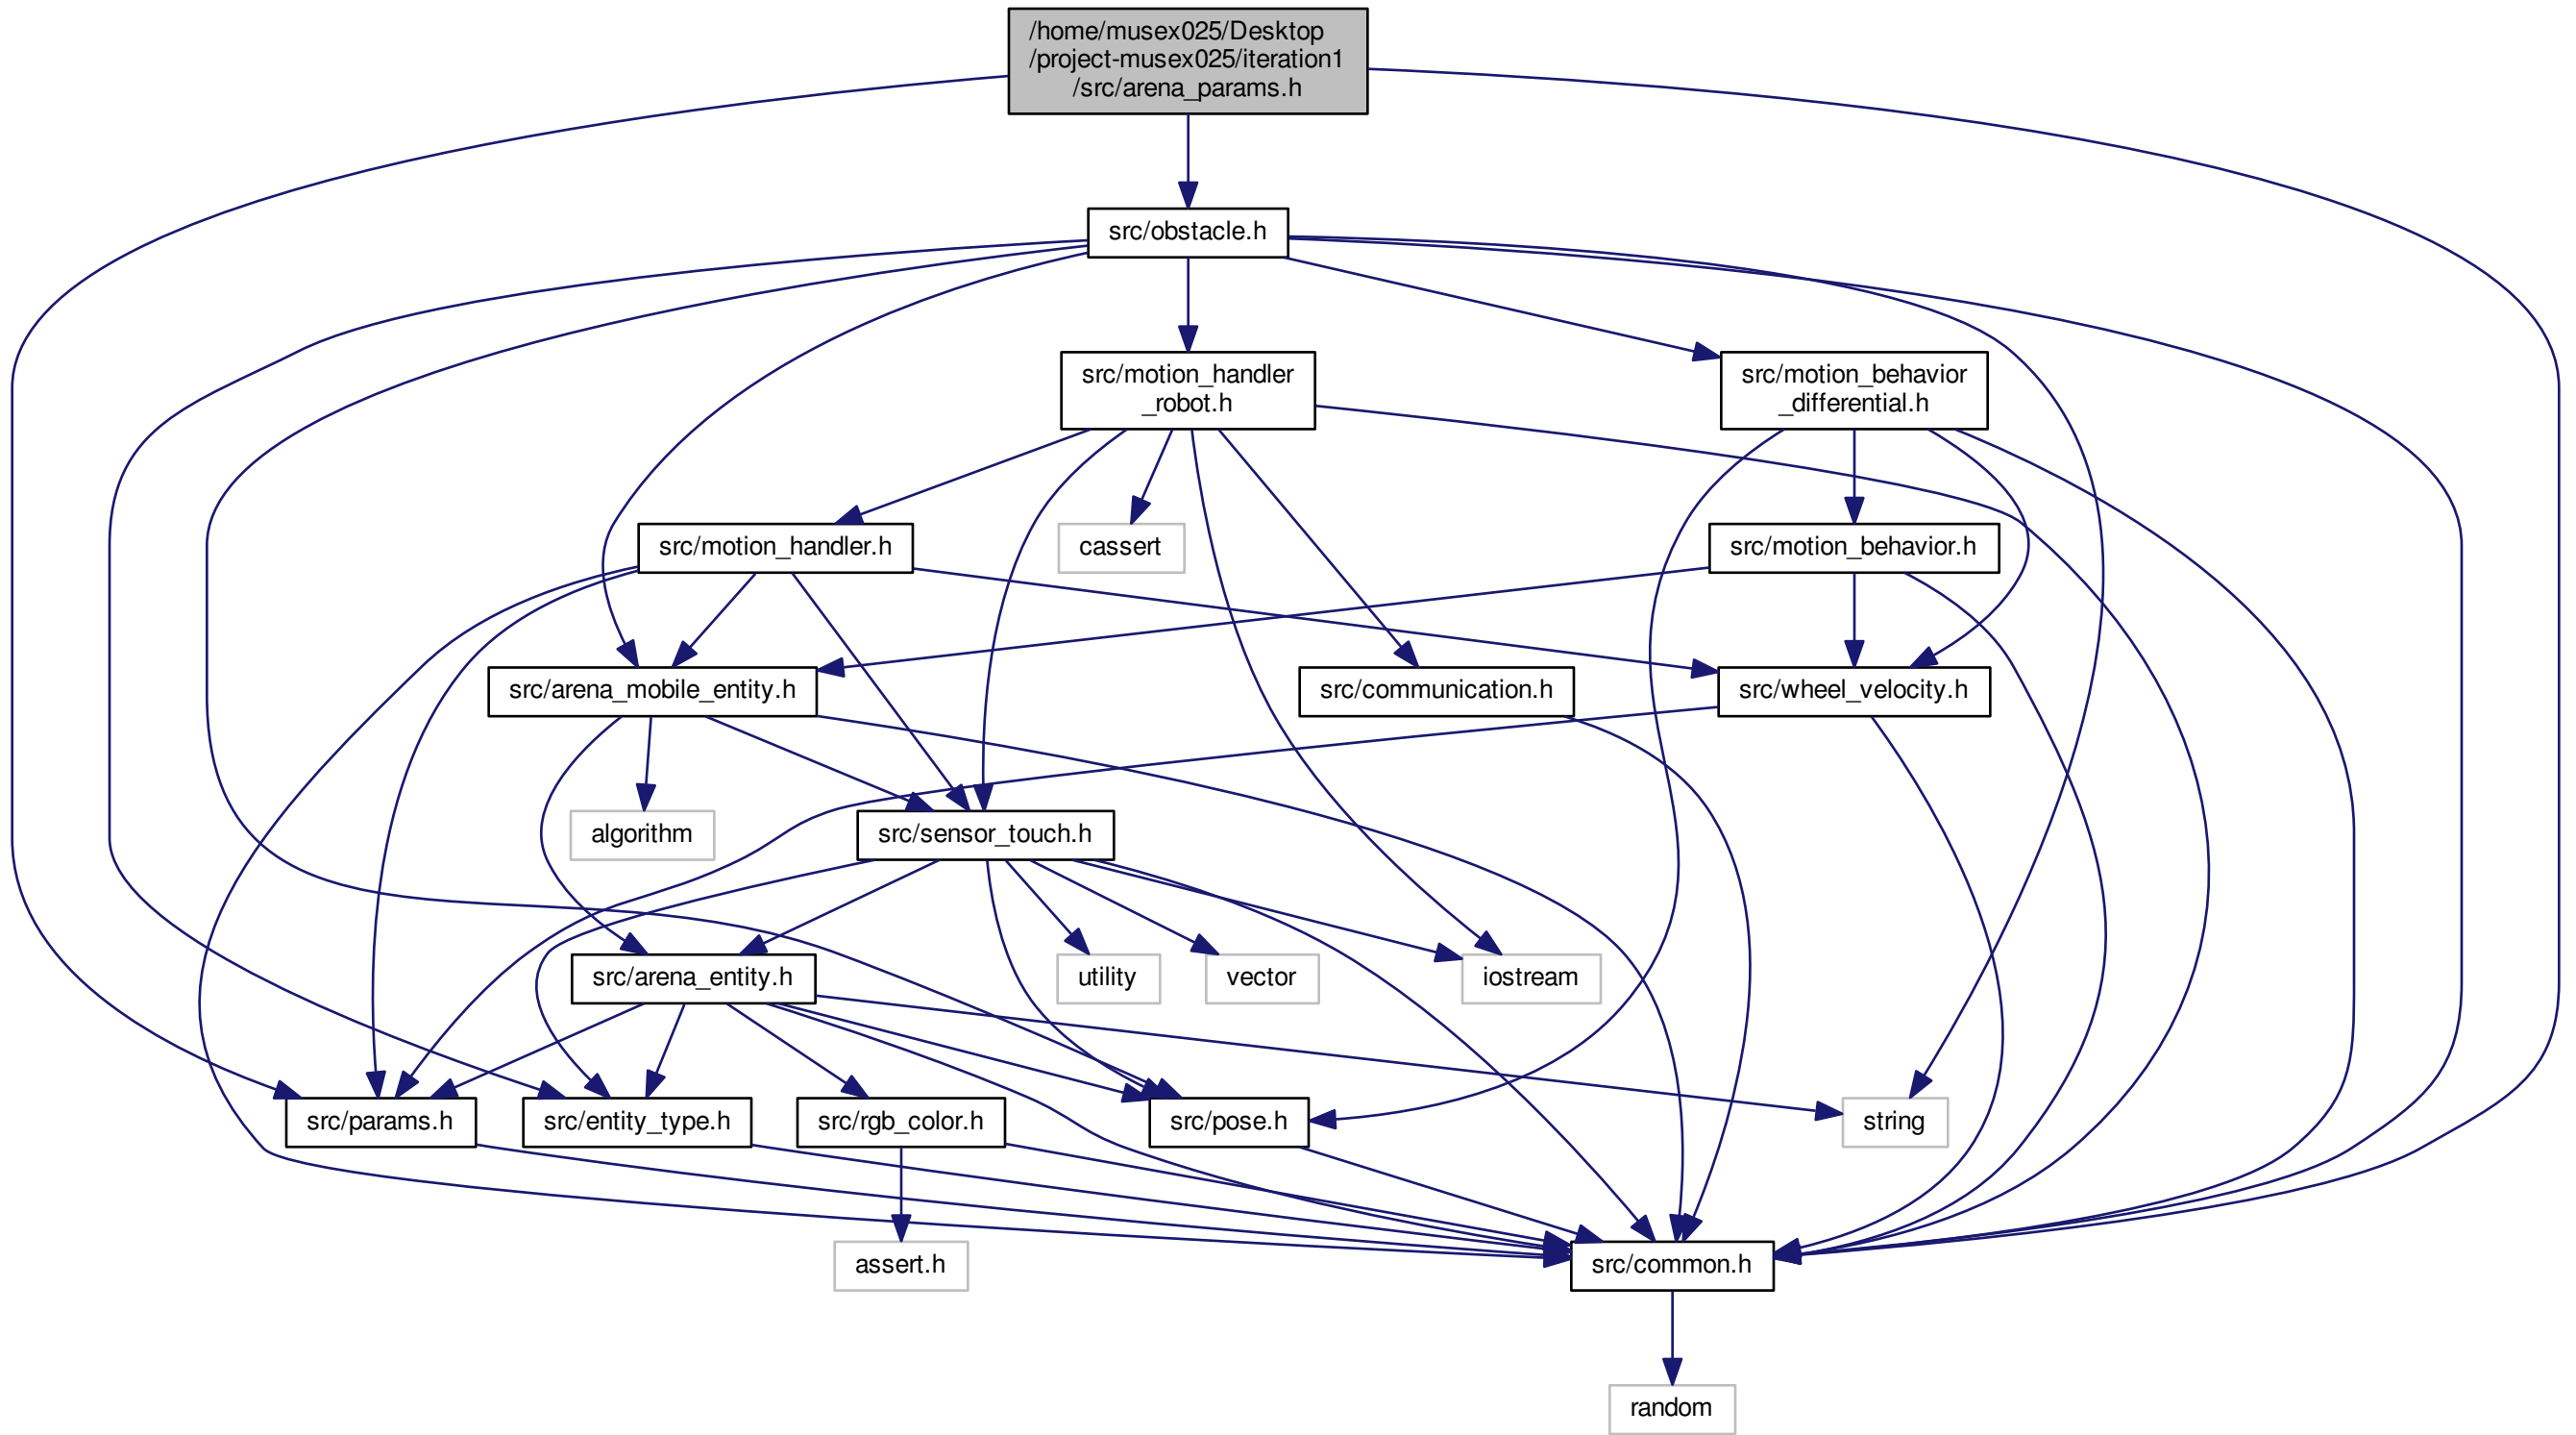 /home/musex025/Desktop
/project-musex025/iteration1
/src/arena_params.h
src/obstacle.h
src/motion_handler
_robot.h
src/motion_behavior
_differential.h
src/motion_handler.h
cassert
src/motion_behavior.h
src/arena_mobile_entity.h
src/communication.h
src/wheel_velocity.h
algorithm
src/sensor_touch.h
src/arena_entity.h
utility
vector
iostream
src/params.h
src/entity_type.h
src/rgb_color.h
src/pose.h
string
assert.h
src/common.h
random